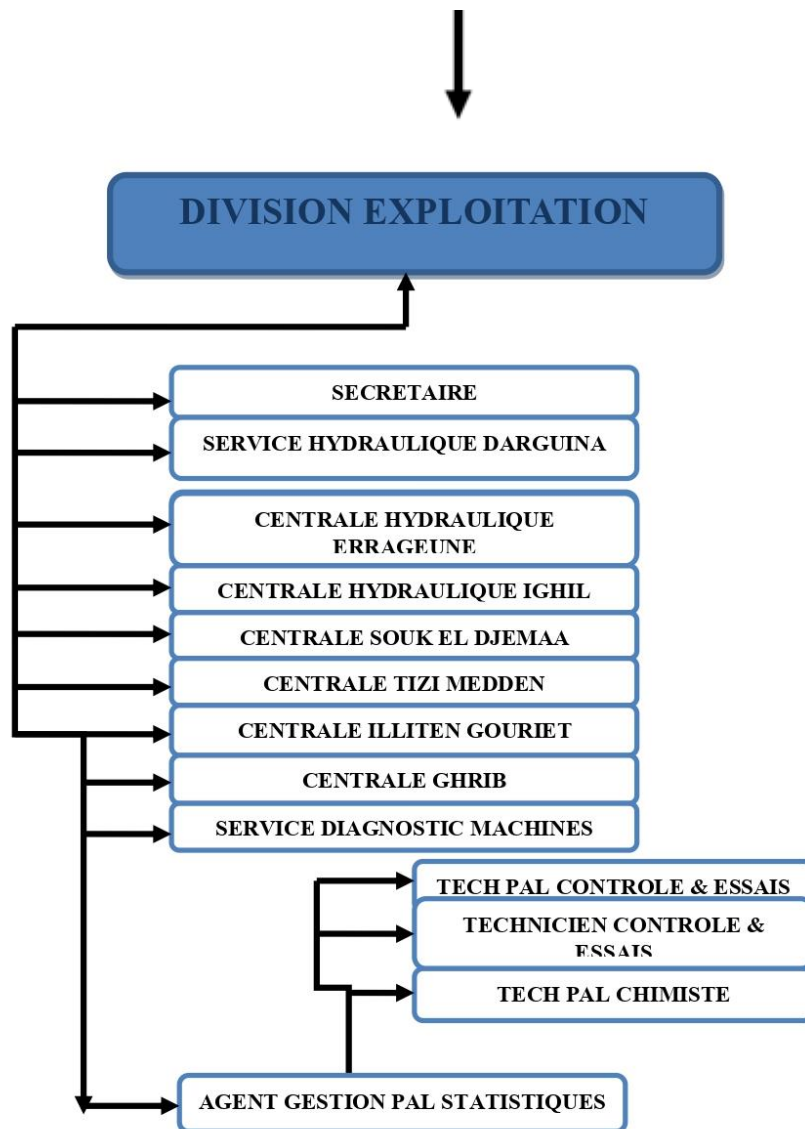 DIVISION EXPLOITATION
SECRETAIRE
SERVICE HYDRAULIQUE DARGUINA
CENTRALE HYDRAULIQUE
ERRAGEUNE
CENTRALE HYDRAULIQUE IGHIL
CENTRALE SOUK EL DJEMAA
CENTRALE TIZI MEDDEN
CENTRALE ILLITEN GOURIET
CENTRALE GHRIB
SERVICE DIAGNOSTIC MACHINES
TECH PAL CONTROLE & ESSAIS
TECHNICIEN CONTROLE &
ESSAIS
TECH PAL CHIMISTE
AGENT GESTION PAL STATISTIQUES